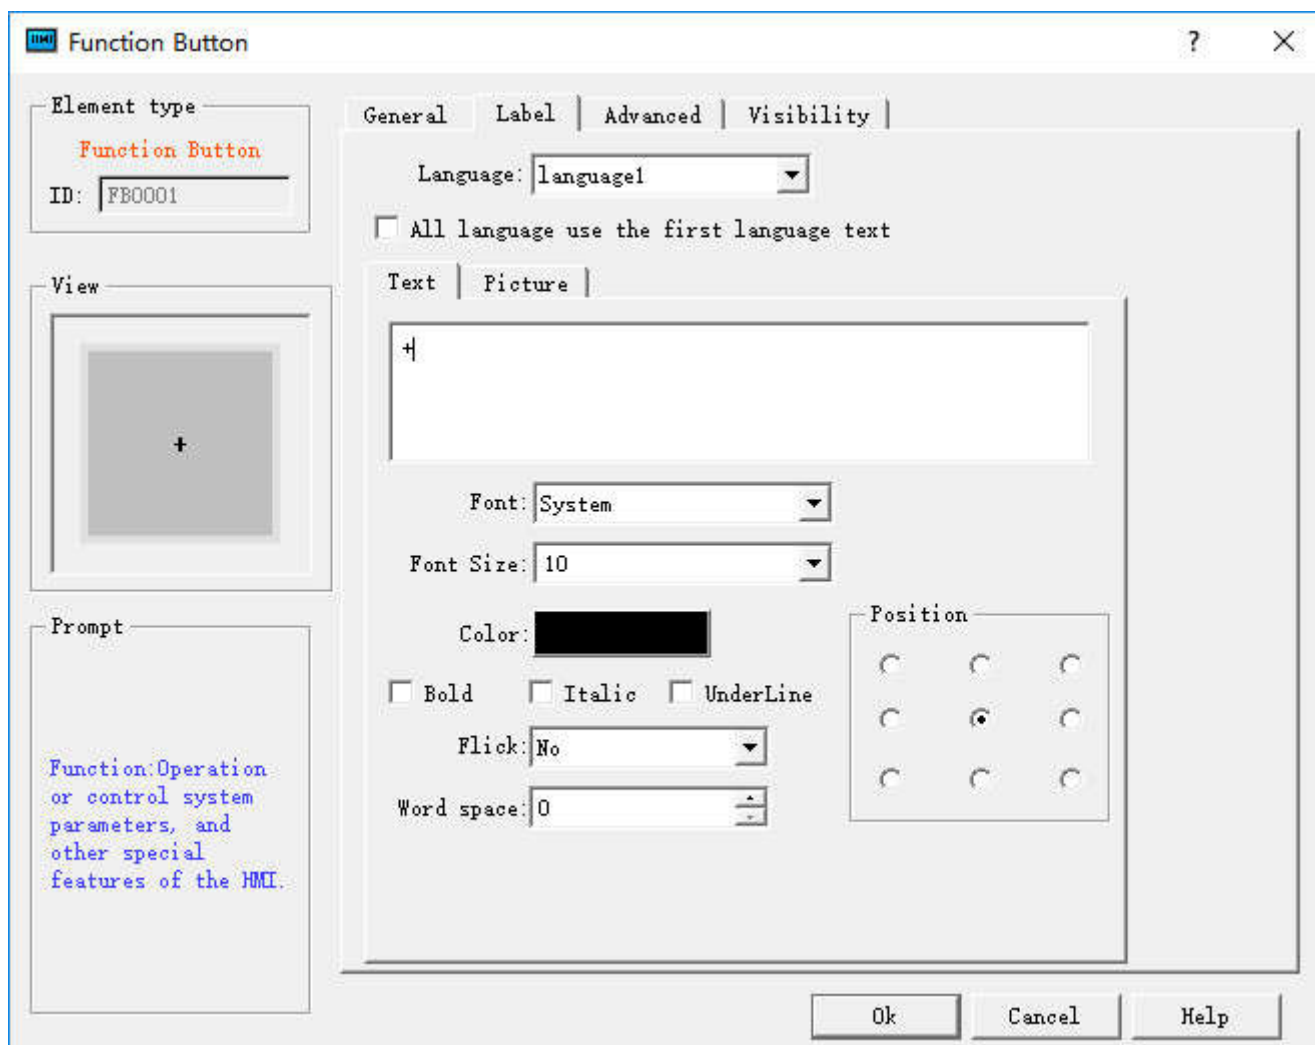 HMI Function Button ? ×
Element type
Function Button
ID: FB0001
View
+
Prompt
Function:Operation
or control system
parameters, and
other special
features of the HMI.
General Label Advanced Visibility
Language: language1
All language use the first language text
Text Picture
+
Font: System
Font Size: 10
Color:
Bold Italic UnderLine
Flick: No
Word space: 0
Position
Ok Cancel Help